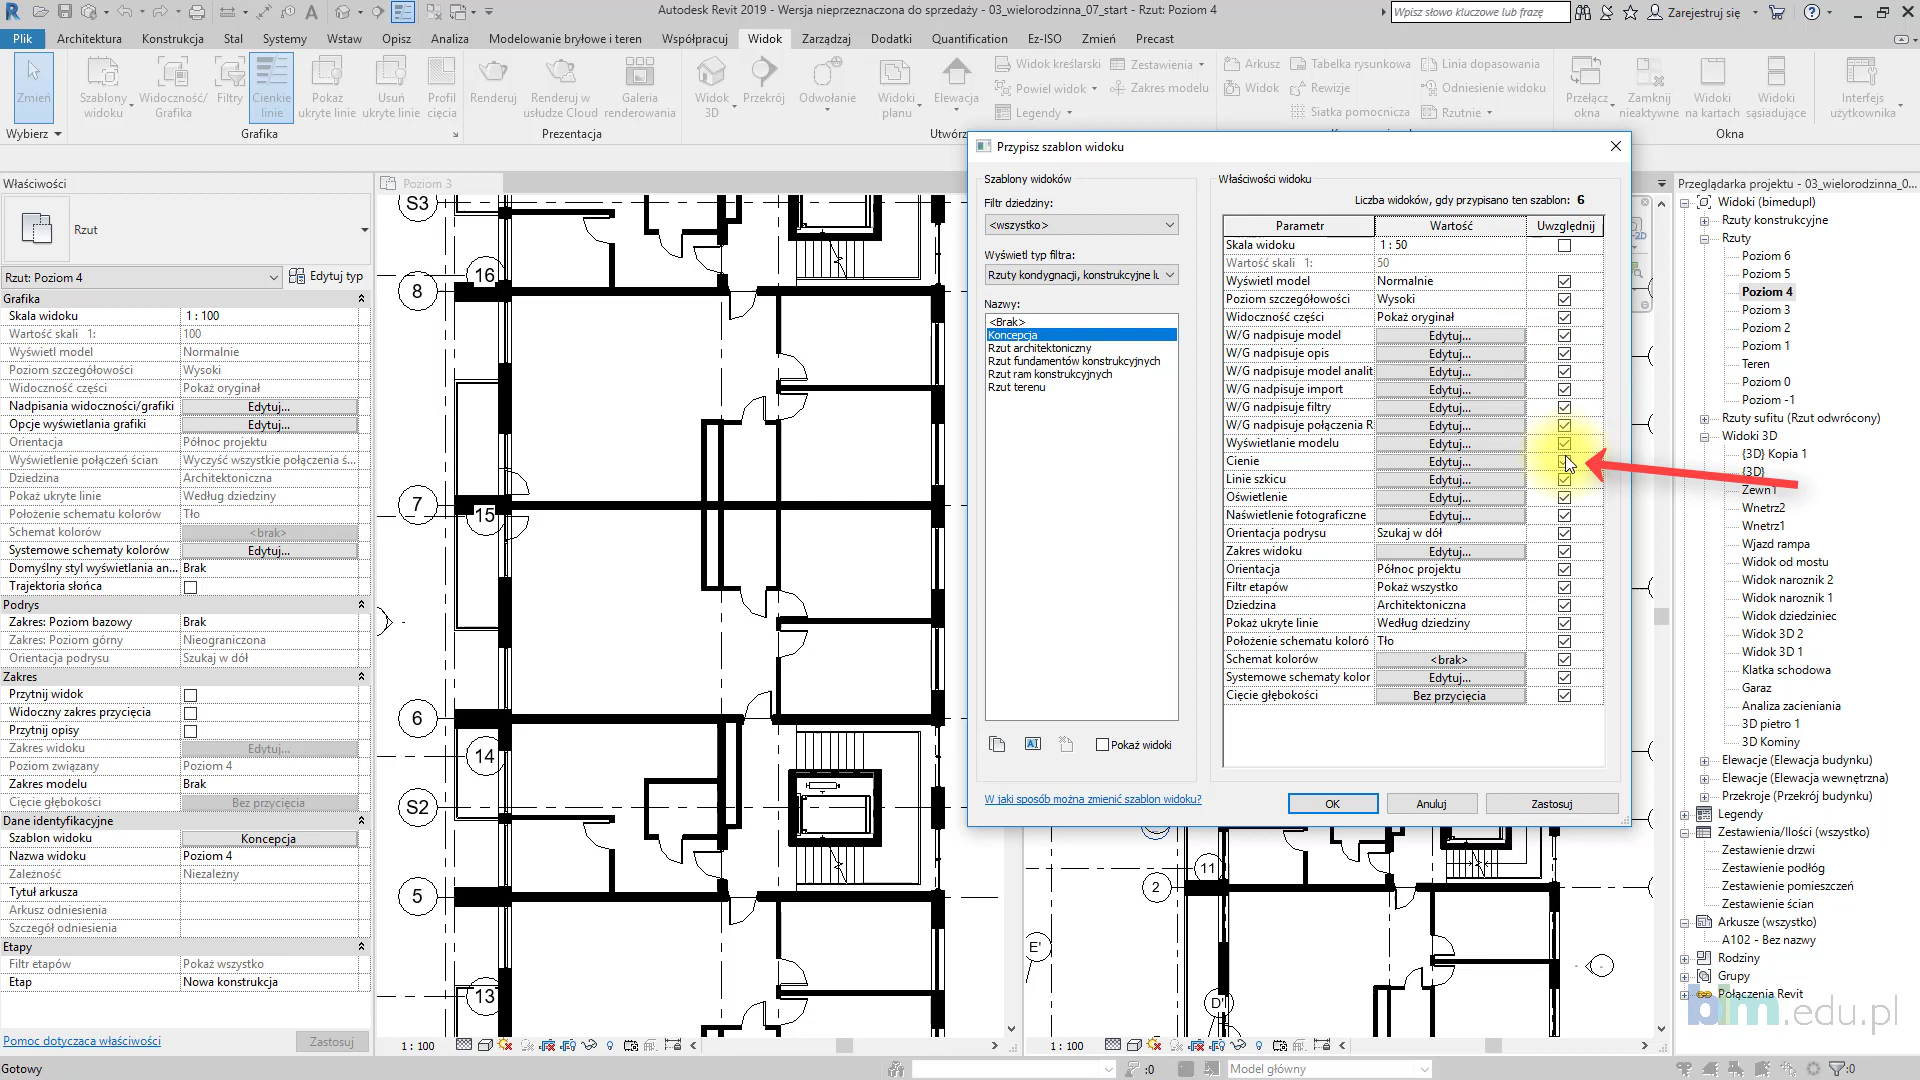 Autodesk Revit 2019 - Wersja nieprzeznaczona do sprzedaży - 03_wielorodzinna_07_start - Rzut: Poziom 4
Wpisz słowo kluczowe lub frazę
Zarejestruj się
Plik Architektura Konstrukcja Stal Systemy Wstaw Opisz Analiza Modelowanie bryłowe i teren Współpracuj Widok Zarządzaj Dodatki Quantification Ez-ISO Zmień Precast
Zmień
Szablony widoku
Widoczność/ Grafika
Filtry
Cienkie linie
Pokaż ukryte linie
Usuń ukryte linie
Profil cięcia
Renderuj
Renderuj w usłudze Cloud
Galeria renderowania
Widok 3D
Przekrój
Odwołanie
Widoki planu
Elewacja
Widok kreślarski
Powiel widok
Legendy
Zestawienia
Zakres modelu
Arkusz
Widok
Tabelka rysunkowa
Rewizje
Siatka pomocnicza
Linia dopasowania
Odniesienie widoku
Rzutnie
Przełącz okna
Zamknij nieaktywne
Widoki na kartach
Widoki sąsiadujące
Interfejs użytkownika
Wybierz
Grafika
Prezentacja
Utwórz
Okna
Właściwości
Rzut
Rzut: Poziom 4
Edytuj typ
Grafika
Skala widoku 1 : 100
Wartość skali 1: 100
Wyświetl model Normalnie
Poziom szczegółowości Wysoki
Widoczność części Pokaż oryginał
Nadpisania widoczności/grafiki Edytuj...
Opcje wyświetlania grafiki Edytuj...
Orientacja Północ projektu
Wyświetlenie połączeń ścian Wyczyść wszystkie połączenia ś...
Dziedzina Architektoniczna
Pokaż ukryte linie Według dziedziny
Położenie schematu kolorów Tło
Schemat kolorów <brak>
Systemowe schematy kolorów Edytuj...
Domyślny styl wyświetlania an... Brak
Trajektoria słońca
Podrys
Zakres: Poziom bazowy Brak
Zakres: Poziom górny Nieograniczona
Orientacja podrysu Szukaj w dół
Zakres
Przytnij widok
Widoczny zakres przycięcia
Przytnij opisy
Zakres widoku Edytuj...
Poziom związany Poziom 4
Zakres modelu Brak
Cięcie głębokości Bez przycięcia
Dane identyfikacyjne
Szablon widoku Koncepcja
Nazwa widoku Poziom 4
Zależność Niezależny
Tytuł arkusza
Arkusz odniesienia
Szczegół odniesienia
Etapy
Filtr etapów Pokaż wszystko
Etap Nowa konstrukcja
Pomoc dotycząca właściwości
Zastosuj
Poziom 3
S3
16
8
7
15
6
14
S2
5
13
11
2
E'
D'
1 : 100
1 : 100
Przypisz szablon widoku
Szablony widoków
Filtr dziedziny:
<wszystko>
Wyświetl typ filtra:
Rzuty kondygnacji, konstrukcyjne lu
Nazwy:
<Brak>
Koncepcja
Rzut architektoniczny
Rzut fundamentów konstrukcyjnych
Rzut ram konstrukcyjnych
Rzut terenu
Pokaż widoki
W jaki sposób można zmienić szablon widoku?
Właściwości widoku
Liczba widoków, gdy przypisano ten szablon: 6
Parametr Wartość Uwzględnij
Skala widoku 1 : 50
Wartość skali 1: 50
Wyświetl model Normalnie
Poziom szczegółowości Wysoki
Widoczność części Pokaż oryginał
W/G nadpisuje model Edytuj...
W/G nadpisuje opis Edytuj...
W/G nadpisuje model analit Edytuj...
W/G nadpisuje import Edytuj...
W/G nadpisuje filtry Edytuj...
W/G nadpisuje połączenia R Edytuj...
Wyświetlanie modelu Edytuj...
Cienie Edytuj...
Linie szkicu Edytuj...
Oświetlenie Edytuj...
Naświetlenie fotograficzne Edytuj...
Orientacja podrysu Szukaj w dół
Zakres widoku Edytuj...
Orientacja Północ projektu
Filtr etapów Pokaż wszystko
Dziedzina Architektoniczna
Pokaż ukryte linie Według dziedziny
Położenie schematu koloró Tło
Schemat kolorów <brak>
Systemowe schematy kolor Edytuj...
Cięcie głębokości Bez przycięcia
OK
Anuluj
Zastosuj
Przeglądarka projektu - 03_wielorodzinna_0...
Widoki (bimedupl)
Rzuty konstrukcyjne
Rzuty
Poziom 6
Poziom 5
Poziom 4
Poziom 3
Poziom 2
Poziom 1
Teren
Poziom 0
Poziom -1
Rzuty sufitu (Rzut odwrócony)
Widoki 3D
{3D} Kopia 1
{3D}
Zewn1
Wnetrz2
Wnetrz1
Wjazd rampa
Widok od mostu
Widok naroznik 2
Widok naroznik 1
Widok dziedziniec
Widok 3D 2
Widok 3D 1
Klatka schodowa
Garaz
Analiza zacieniania
3D pietro 1
3D Kominy
Elewacje (Elewacja budynku)
Elewacje (Elewacja wewnętrzna)
Przekroje (Przekrój budynku)
Legendy
Zestawienia/Ilości (wszystko)
Zestawienie drzwi
Zestawienie podłóg
Zestawienie pomieszczeń
Zestawienie ścian
Arkusze (wszystko)
A102 - Bez nazwy
Rodziny
Grupy
Połączenia Revit
bim.edu.pl
Gotowy
:0
Model główny
:0